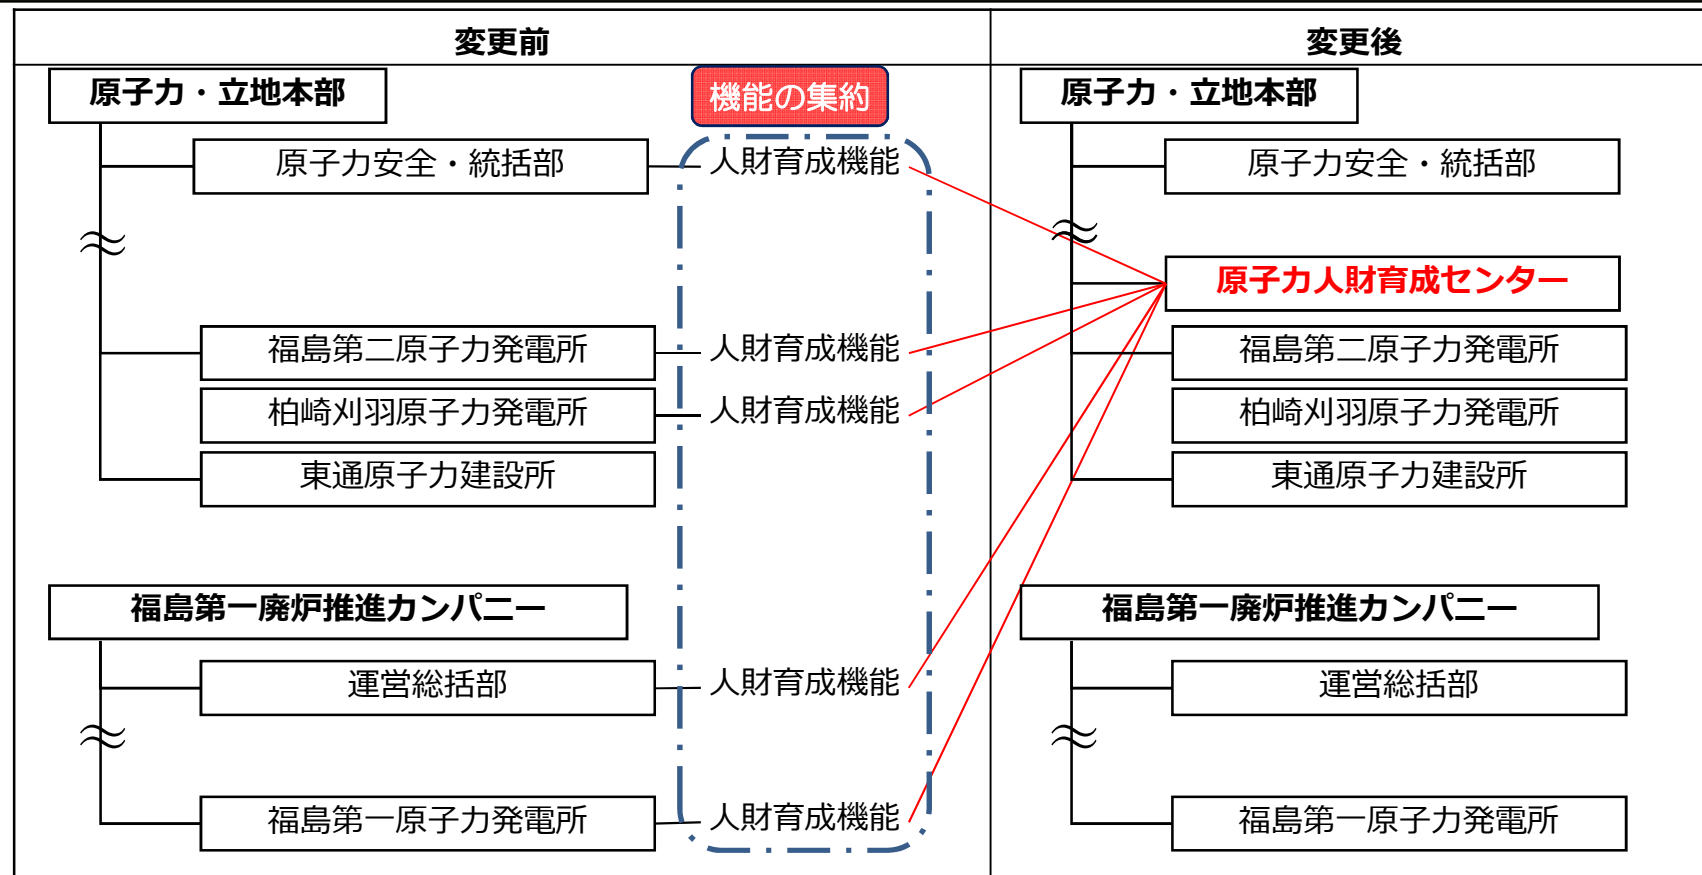 変更前
変更後
原子力・立地本部
機能の集約
原子力・立地本部
原子力安全・統括部
人財育成機能
原子力安全・統括部
原子力人財育成センター
福島第二原子力発電所
人財育成機能
福島第二原子力発電所
柏崎刈羽原子力発電所
人財育成機能
柏崎刈羽原子力発電所
東通原子力建設所
東通原子力建設所
福島第一廃炉推進カンパニー
福島第一廃炉推進カンパニー
運営総括部
人財育成機能
運営総括部
福島第一原子力発電所
人財育成機能
福島第一原子力発電所